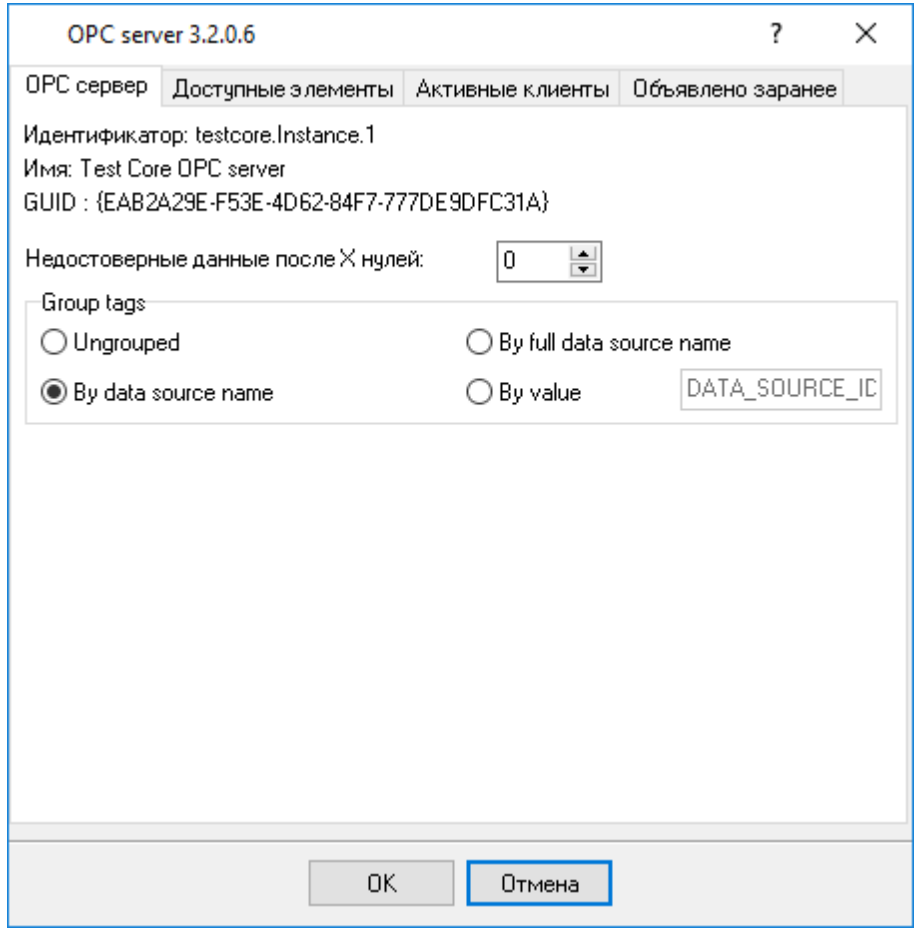 OPC server 3.2.0.6
?
OPC сервер Доступные элементы Активные клиенты Объявлено заранее
Идентификатор: testcore.Instance.1
Имя: Test Core OPC server
GUID : {EAB2A29E-F53E-4D62-84F7-777DE9DFC31A}
Недостоверные данные после X нулей: 0
Group tags
Ungrouped By full data source name
By data source name By value DATA_SOURCE_ID
OK Отмена